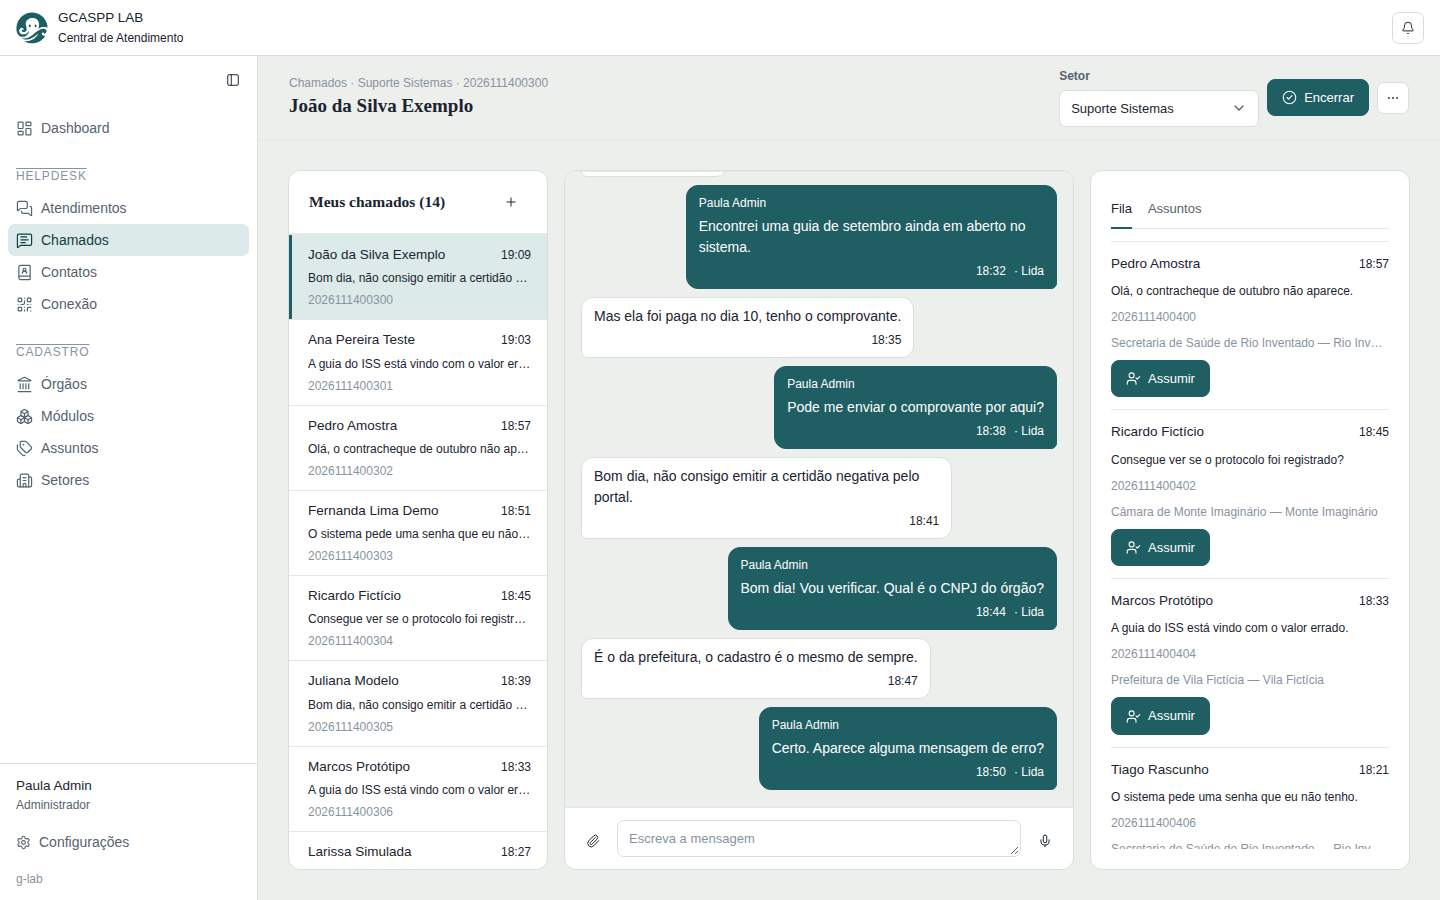 GCASPP LAB
Central de Atendimento
Dashboard
HELPDESK
Atendimentos
Chamados
Contatos
Conexão
CADASTRO
Órgãos
Módulos
Assuntos
Setores
Paula Admin
Administrador
Configurações
g-lab
Chamados · Suporte Sistemas · 2026111400300
João da Silva Exemplo
Setor
Suporte Sistemas
Encerrar
Meus chamados (14)
João da Silva Exemplo 19:09
Bom dia, não consigo emitir a certidão …
2026111400300
Ana Pereira Teste 19:03
A guia do ISS está vindo com o valor er…
2026111400301
Pedro Amostra 18:57
Olá, o contracheque de outubro não ap…
2026111400302
Fernanda Lima Demo 18:51
O sistema pede uma senha que eu não…
2026111400303
Ricardo Fictício 18:45
Consegue ver se o protocolo foi registr…
2026111400304
Juliana Modelo 18:39
Bom dia, não consigo emitir a certidão …
2026111400305
Marcos Protótipo 18:33
A guia do ISS está vindo com o valor er…
2026111400306
Larissa Simulada 18:27
Paula Admin
Encontrei uma guia de setembro ainda em aberto no
sistema.
18:32 · Lida
Mas ela foi paga no dia 10, tenho o comprovante.
18:35
Paula Admin
Pode me enviar o comprovante por aqui?
18:38 · Lida
Bom dia, não consigo emitir a certidão negativa pelo
portal.
18:41
Paula Admin
Bom dia! Vou verificar. Qual é o CNPJ do órgão?
18:44 · Lida
É o da prefeitura, o cadastro é o mesmo de sempre.
18:47
Paula Admin
Certo. Aparece alguma mensagem de erro?
18:50 · Lida
Escreva a mensagem
Fila Assuntos
Pedro Amostra 18:57
Olá, o contracheque de outubro não aparece.
2026111400400
Secretaria de Saúde de Rio Inventado — Rio Inv…
Assumir
Ricardo Fictício 18:45
Consegue ver se o protocolo foi registrado?
2026111400402
Câmara de Monte Imaginário — Monte Imaginário
Assumir
Marcos Protótipo 18:33
A guia do ISS está vindo com o valor errado.
2026111400404
Prefeitura de Vila Fictícia — Vila Fictícia
Assumir
Tiago Rascunho 18:21
O sistema pede uma senha que eu não tenho.
2026111400406
Secretaria de Saúde de Rio Inventado — Rio Inv…